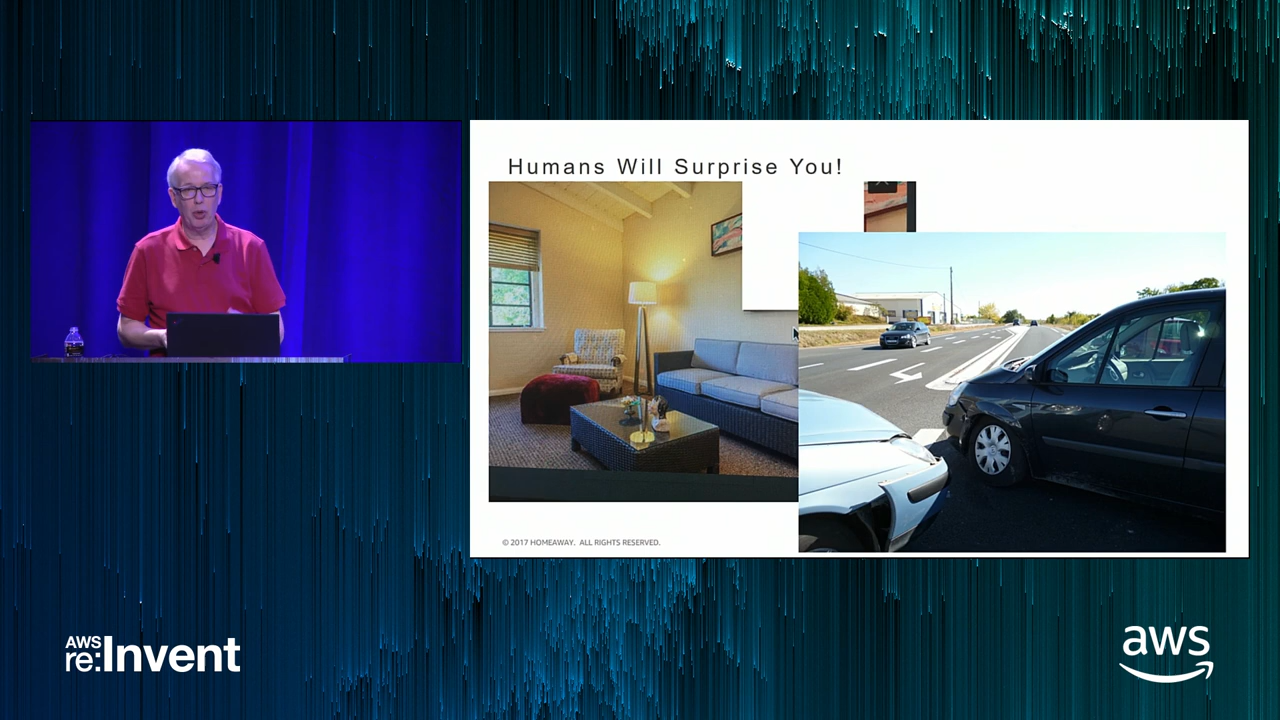 Humans Will Surprise You!
© 2017 HOMEAWAY. ALL RIGHTS RESERVED.
AWS
re:Invent
aws